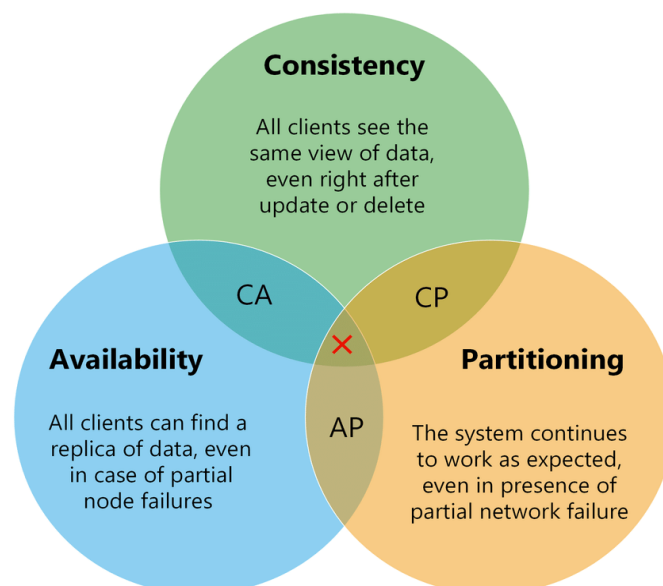 Consistency
All clients see the
same view of data,
even right after
update or delete
CA
CP
Availability
Partitioning
All clients can find a
replica of data, even
in case of partial
node failures
AP
The system continues
to work as expected,
even in presence of
partial network failure